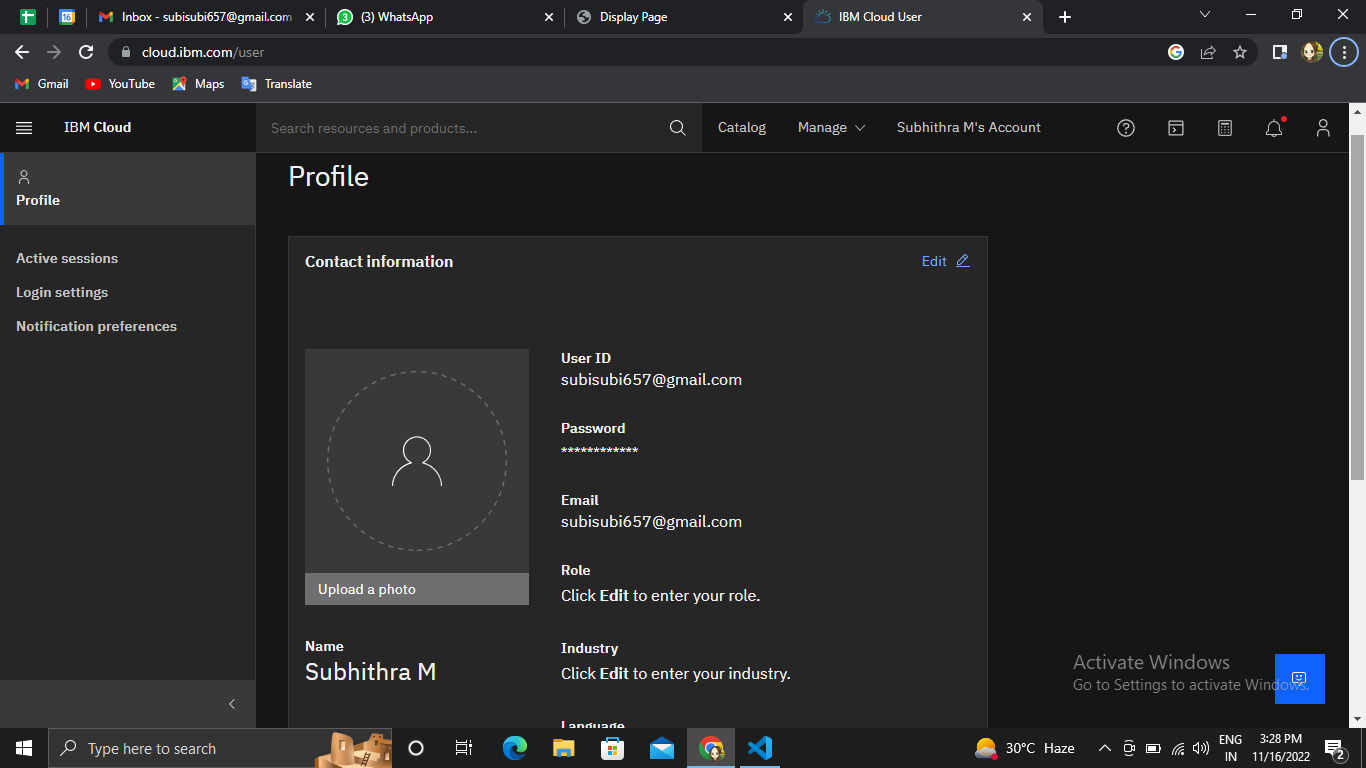 Inbox - subisubi657@gmail.com
(3) WhatsApp
Display Page
IBM Cloud User
cloud.ibm.com/user
Gmail
YouTube
Maps
Translate
IBM Cloud
Search resources and products...
Catalog
Manage
Subhithra M's Account
Profile
Active sessions
Login settings
Notification preferences
Profile
Contact information
Edit
Upload a photo
Name
Subhithra M
User ID
subisubi657@gmail.com
Password
************
Email
subisubi657@gmail.com
Role
Click Edit to enter your role.
Industry
Click Edit to enter your industry.
Language
Activate Windows
Go to Settings to activate Windows.
Type here to search
30°C Haze
ENG
IN
3:28 PM
11/16/2022
2